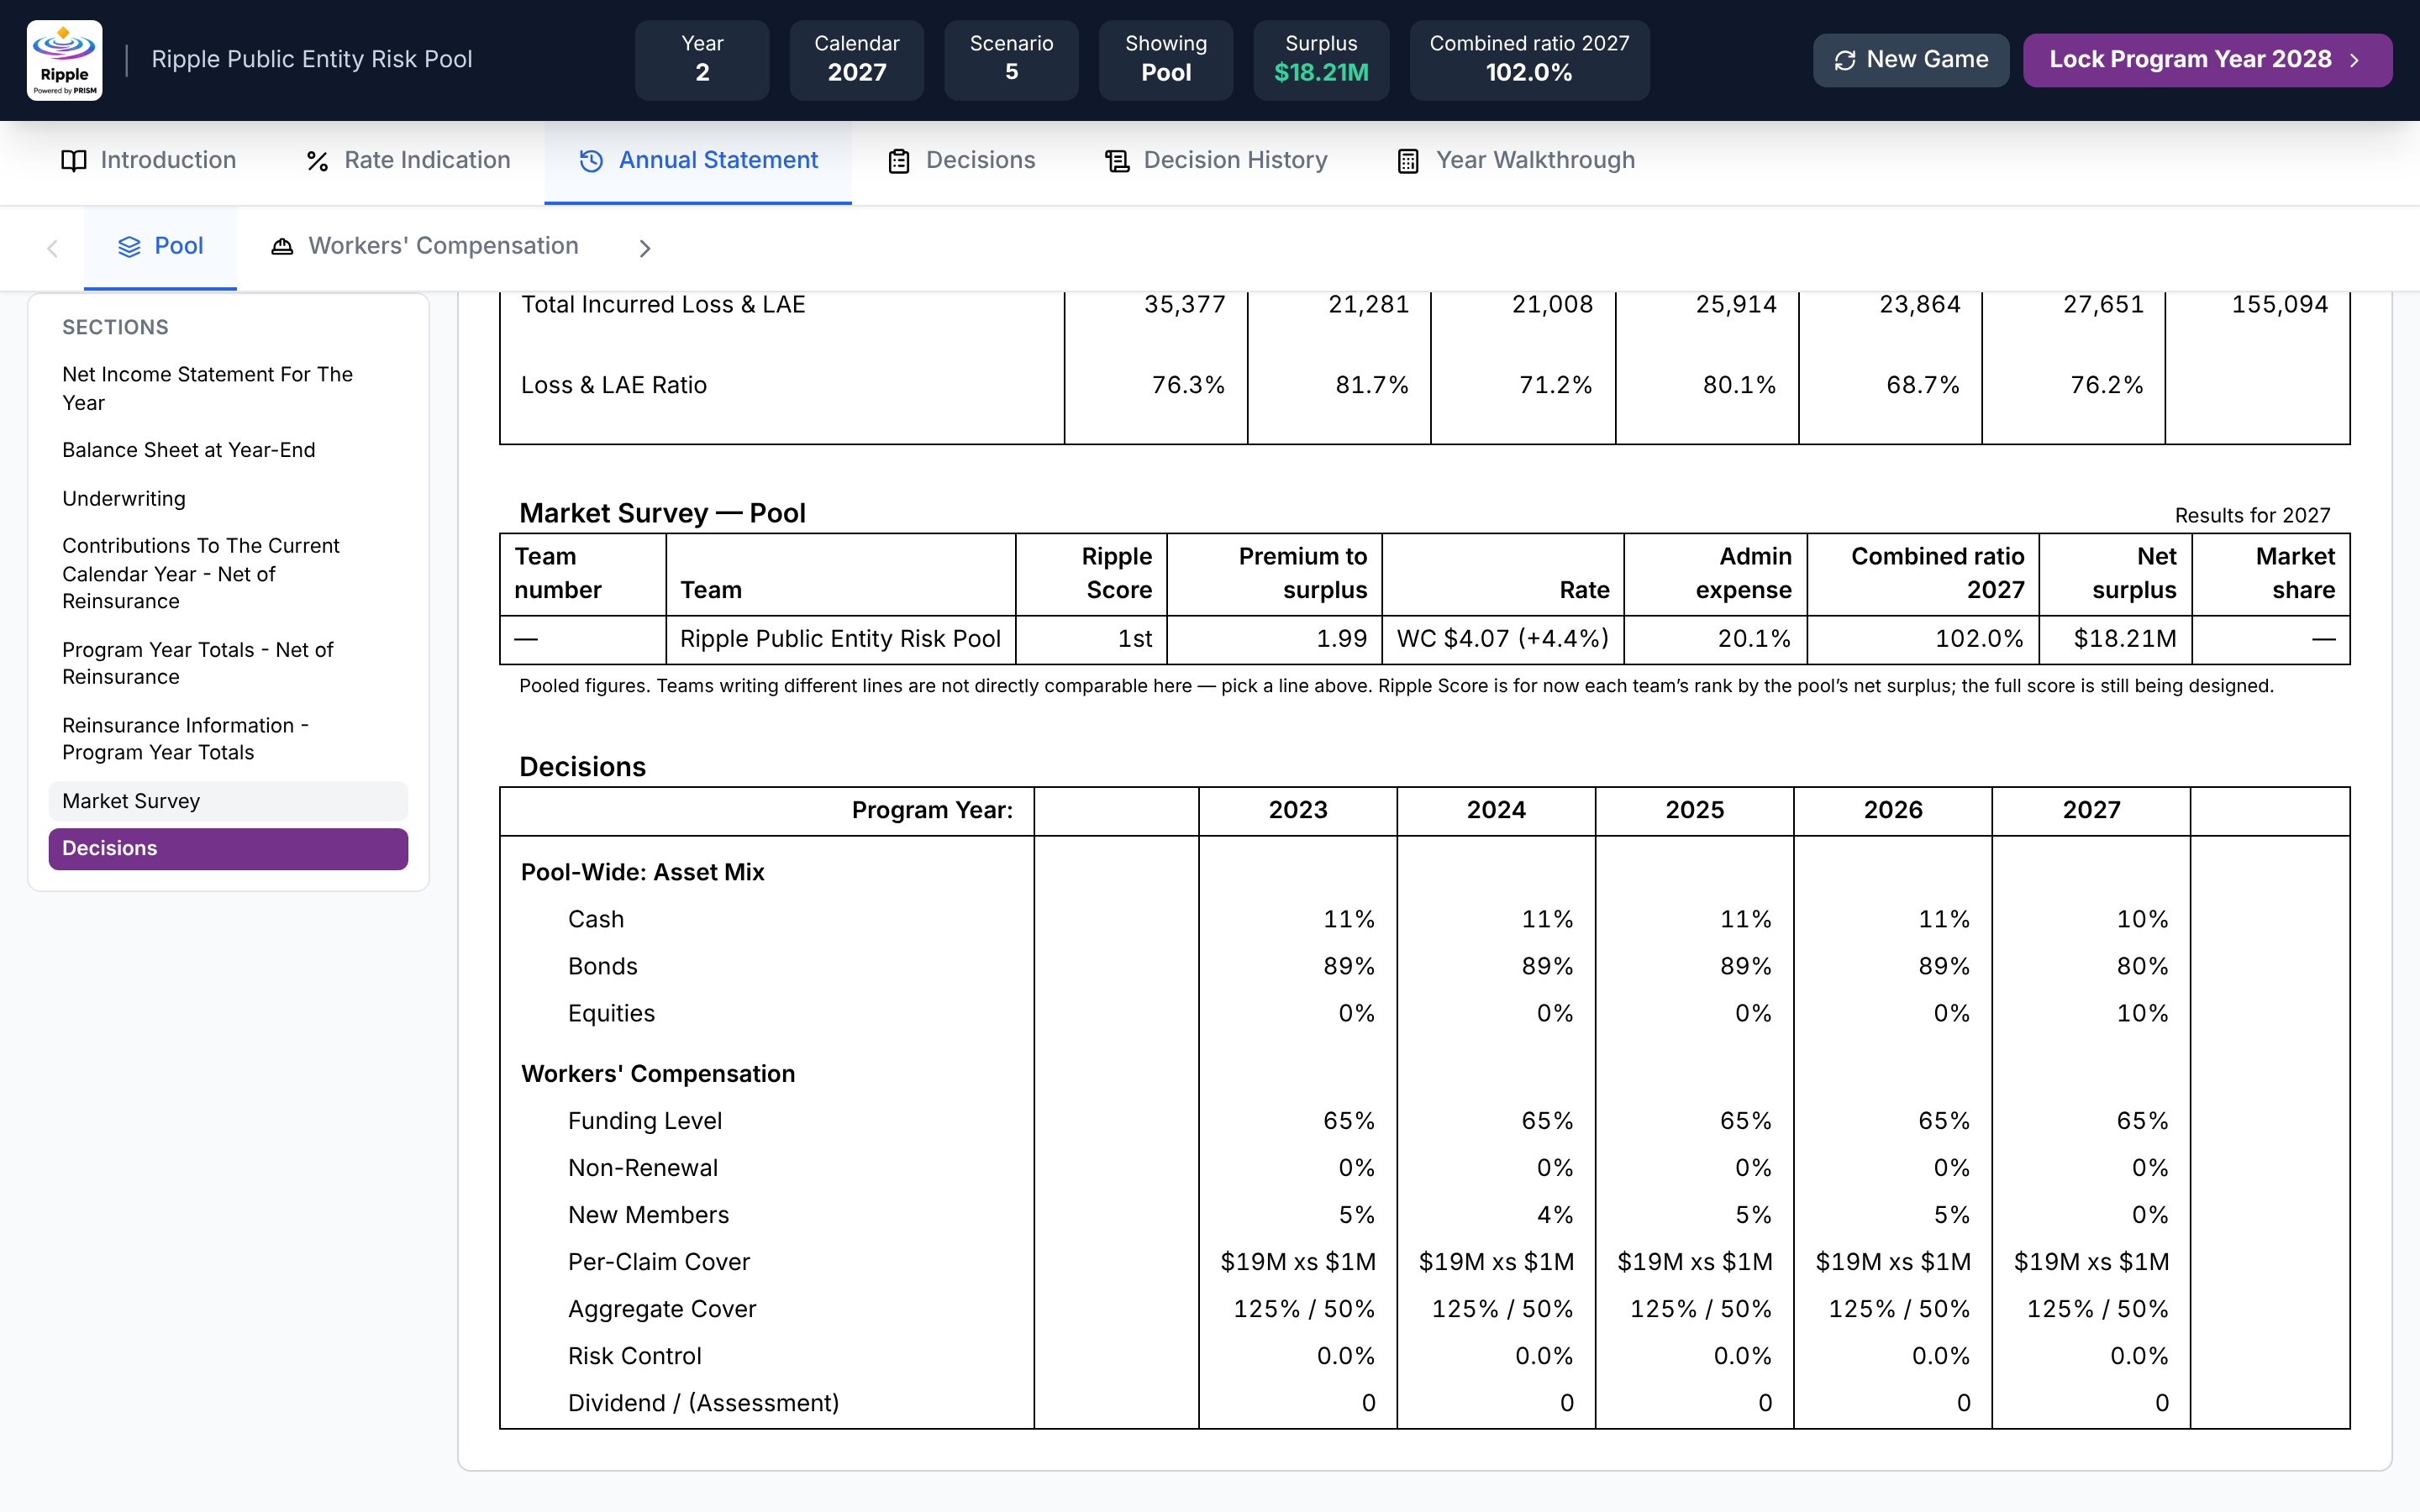 Ripple
Powered by PRISM
Ripple Public Entity Risk Pool
Year
2
Calendar
2027
Scenario
5
Showing
Pool
Surplus
$18.21M
Combined ratio 2027
102.0%
New Game
Lock Program Year 2028
Introduction
Rate Indication
Annual Statement
Decisions
Decision History
Year Walkthrough
Pool
Workers' Compensation
SECTIONS
Net Income Statement For The
Year
Balance Sheet at Year-End
Underwriting
Contributions To The Current
Calendar Year - Net of
Reinsurance
Program Year Totals - Net of
Reinsurance
Reinsurance Information -
Program Year Totals
Market Survey
Decisions
Total Incurred Loss & LAE 35,377 21,281 21,008 25,914 23,864 27,651 155,094
Loss & LAE Ratio 76.3% 81.7% 71.2% 80.1% 68.7% 76.2%
Market Survey — Pool Results for 2027
Team number Team Ripple Score Premium to surplus Rate Admin expense Combined ratio 2027 Net surplus Market share
— Ripple Public Entity Risk Pool 1st 1.99 WC $4.07 (+4.4%) 20.1% 102.0% $18.21M —
Pooled figures. Teams writing different lines are not directly comparable here — pick a line above. Ripple Score is for now each team’s rank by the pool’s net surplus; the full score is still being designed.
Decisions
Program Year: 2023 2024 2025 2026 2027
Pool-Wide: Asset Mix
Cash 11% 11% 11% 11% 10%
Bonds 89% 89% 89% 89% 80%
Equities 0% 0% 0% 0% 10%
Workers' Compensation
Funding Level 65% 65% 65% 65% 65%
Non-Renewal 0% 0% 0% 0% 0%
New Members 5% 4% 5% 5% 0%
Per-Claim Cover $19M xs $1M $19M xs $1M $19M xs $1M $19M xs $1M $19M xs $1M
Aggregate Cover 125% / 50% 125% / 50% 125% / 50% 125% / 50% 125% / 50%
Risk Control 0.0% 0.0% 0.0% 0.0% 0.0%
Dividend / (Assessment) 0 0 0 0 0